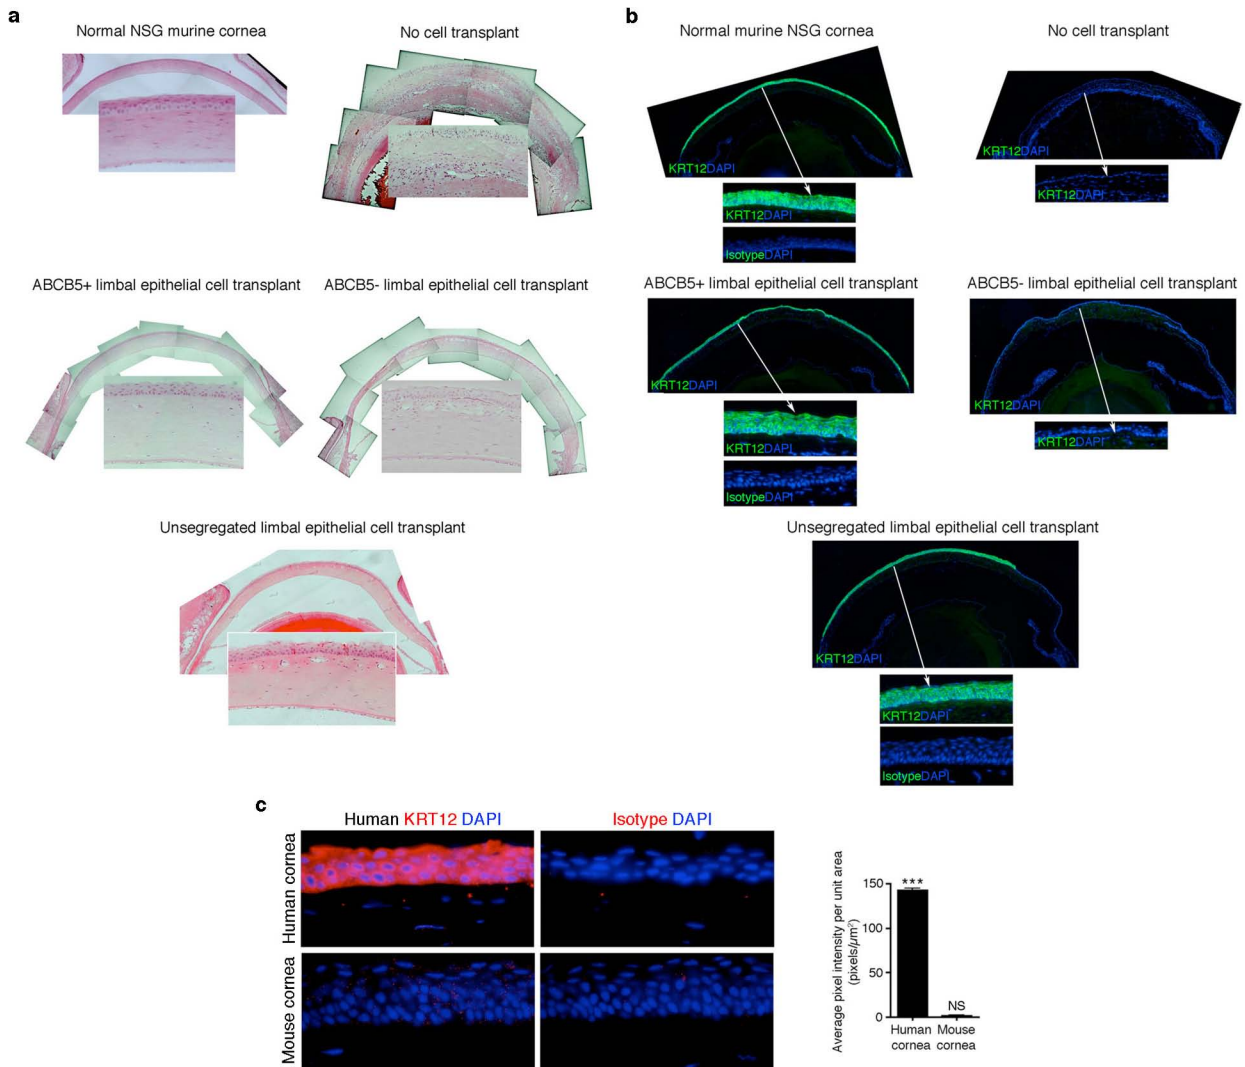 a
Normal NSG murine cornea
No cell transplant
ABCB5+ limbal epithelial cell transplant
ABCB5- limbal epithelial cell transplant
Unsegregated limbal epithelial cell transplant
b
Normal murine NSG cornea
No cell transplant
KRT12DAPI
KRT12DAPI
KRT12DAPI
KRT12DAPI
IsotypeDAPI
ABCB5+ limbal epithelial cell transplant
ABCB5- limbal epithelial cell transplant
KRT12DAPI
KRT12DAPI
KRT12DAPI
KRT12DAPI
IsotypeDAPI
Unsegregated limbal epithelial cell transplant
KRT12DAPI
KRT12DAPI
IsotypeDAPI
c
Human KRT12 DAPI
Isotype DAPI
Human cornea
Mouse cornea
Average pixel intensity per unit area
(pixels/µm²)
150
100
50
0
***
NS
Human cornea
Mouse cornea